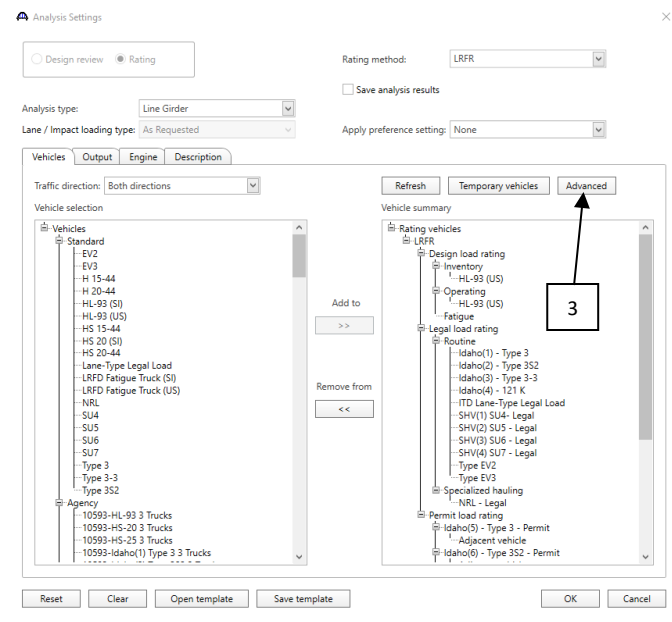 Analysis Settings
Design review Rating
Rating method: LRFR
Save analysis results
Analysis type: Line Girder
Lane / Impact loading type: As Requested
Apply preference setting: None
Vehicles Output Engine Description
Traffic direction: Both directions
Refresh Temporary vehicles Advanced
Vehicle selection
Vehicles
Standard
EV2
EV3
H 15-44
H 20-44
HL-93 (SI)
HL-93 (US)
HS 15-44
HS 20 (SI)
HS 20-44
Lane-Type Legal Load
LRFD Fatigue Truck (SI)
LRFD Fatigue Truck (US)
NRL
SU4
SU5
SU6
SU7
Type 3
Type 3-3
Type 3S2
Agency
10593-HL-93 3 Trucks
10593-HS-20 3 Trucks
10593-HS-25 3 Trucks
10593-Idaho(1) Type 3 3 Trucks
Add to
>>
Remove from
<<
Vehicle summary
Rating vehicles
LRFR
Design load rating
Inventory
HL-93 (US)
Operating
HL-93 (US)
Fatigue
Legal load rating
Routine
Idaho(1) - Type 3
Idaho(2) - Type 3S2
Idaho(3) - Type 3-3
Idaho(4) - 121 K
ITD Lane-Type Legal Load
SHV(1) SU4- Legal
SHV(2) SU5 - Legal
SHV(3) SU6 - Legal
SHV(4) SU7 - Legal
Type EV2
Type EV3
Specialized hauling
NRL - Legal
Permit load rating
Idaho(5) - Type 3 - Permit
Adjacent vehicle
Idaho(6) - Type 3S2 - Permit
3
Reset Clear Open template Save template OK Cancel